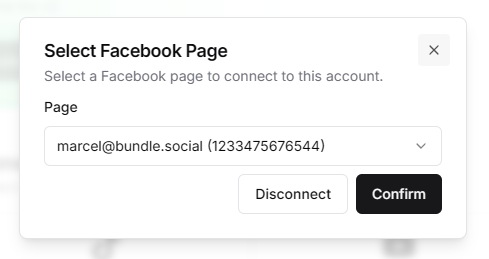 Select Facebook Page
Select a Facebook page to connect to this account.
Page
marcel@bundle.social (1233475676544)
Disconnect
Confirm